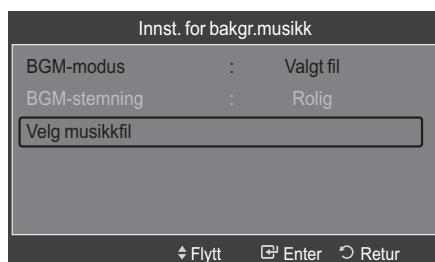 Innst. for bakgr.musikk
BGM-modus : Valgt fil
BGM-stemning : Rolig
Velg musikkfil
Flytt Enter Retur